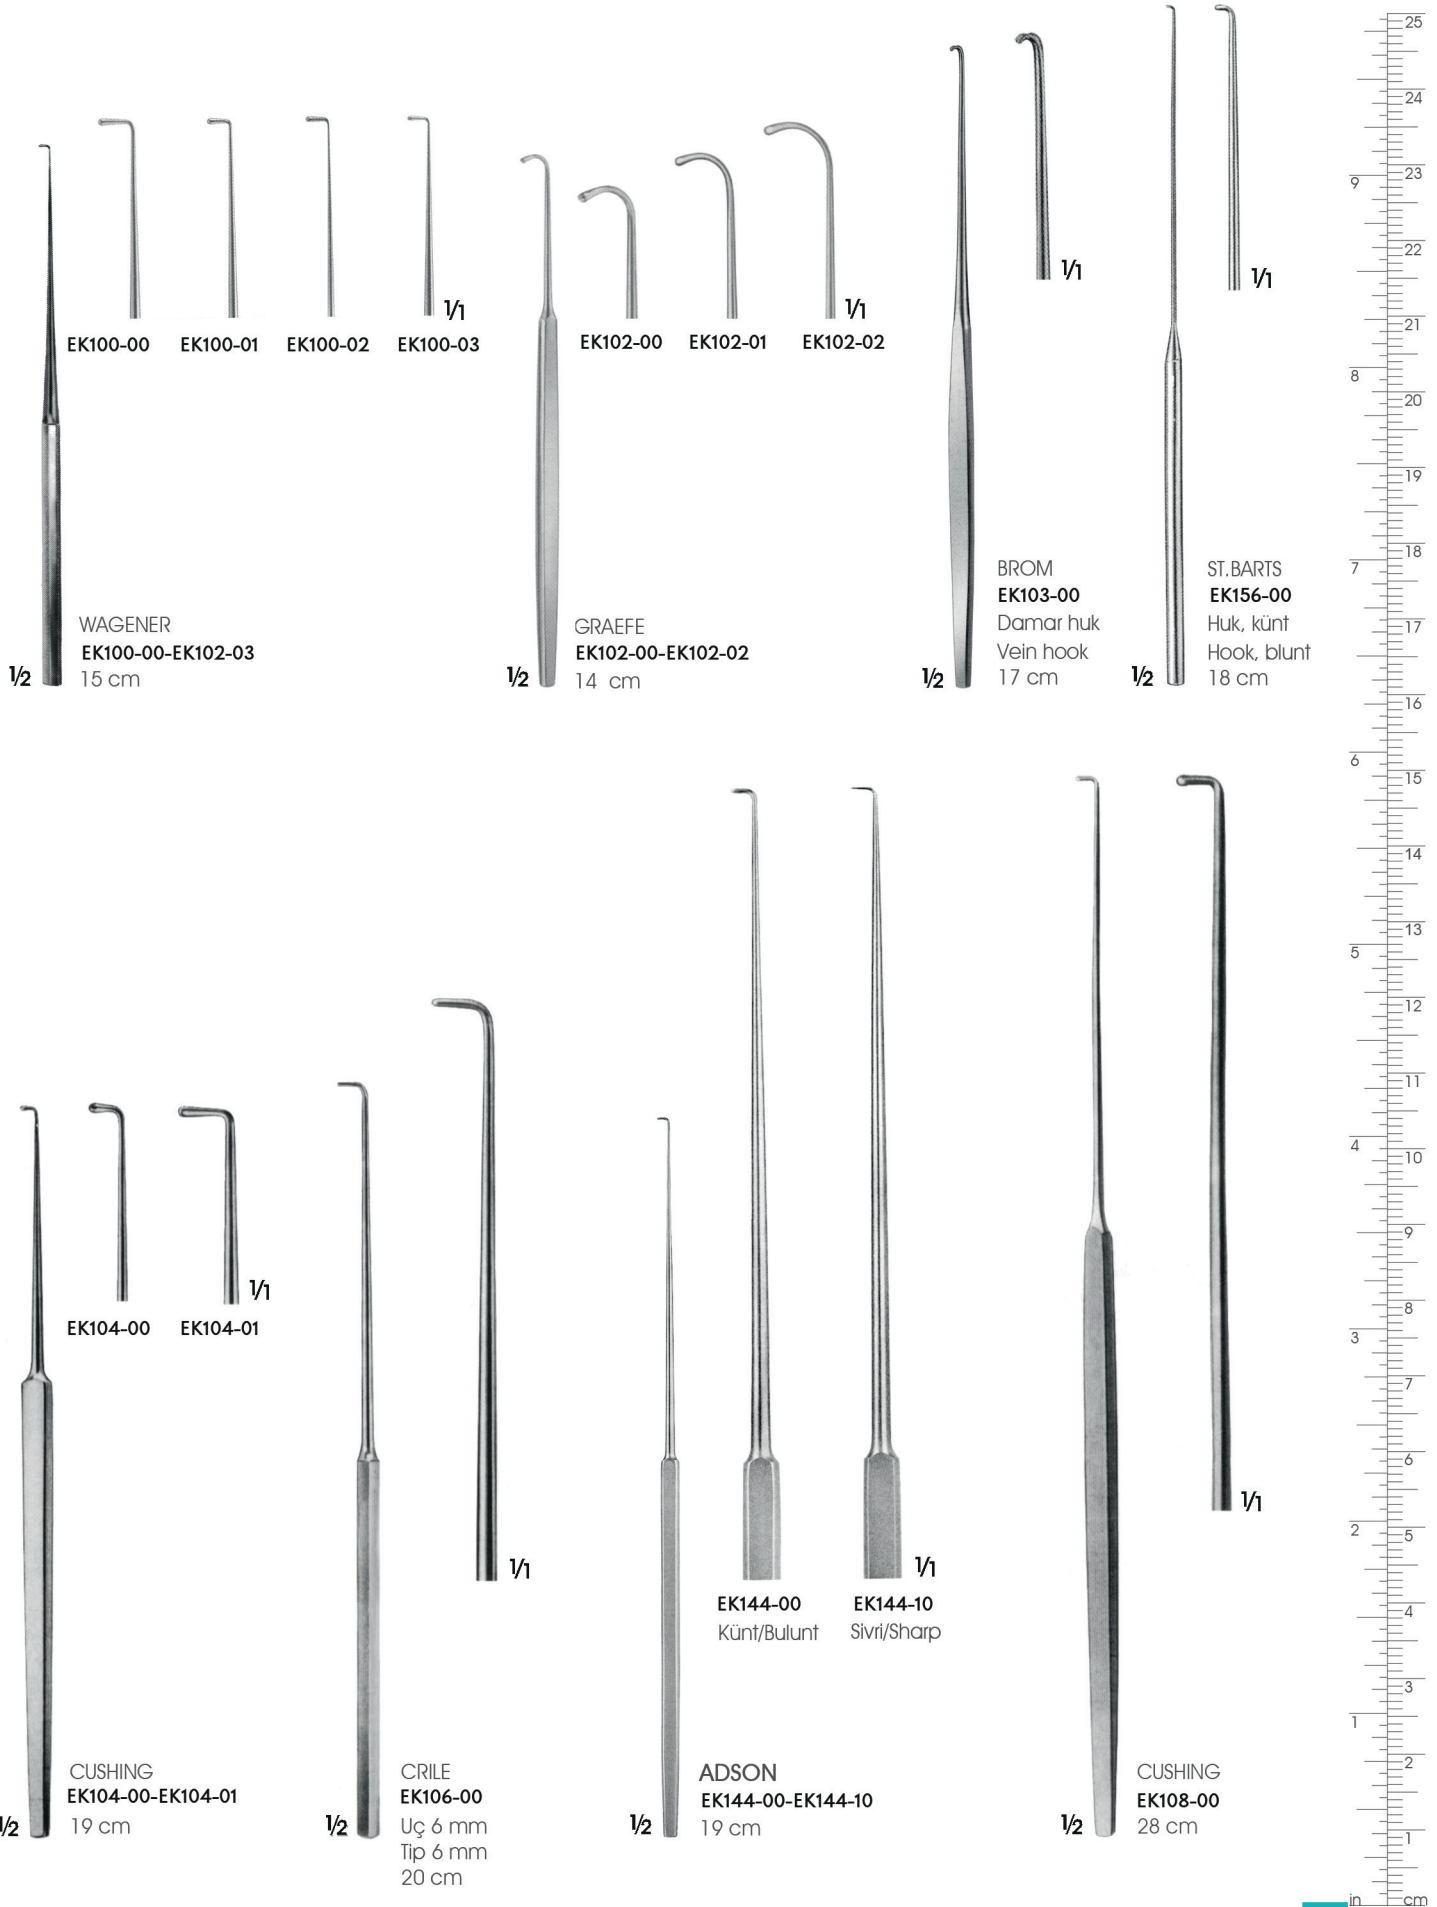 1/1
EK100-00
EK100-01
EK100-02
EK100-03
1/2
WAGENER
EK100-00-EK102-03
15 cm
1/1
EK102-00
EK102-01
EK102-02
1/2
GRAEFE
EK102-00-EK102-02
14 cm
1/1
1/2
BROM
EK103-00
Damar huk
Vein hook
17 cm
1/1
1/2
ST.BARTS
EK156-00
Huk, künt
Hook, blunt
18 cm
1/1
EK104-00
EK104-01
1/2
CUSHING
EK104-00-EK104-01
19 cm
1/1
1/2
CRILE
EK106-00
Uç 6 mm
Tip 6 mm
20 cm
1/1
EK144-00
Künt/Bulunt
EK144-10
Sivri/Sharp
1/2
ADSON
EK144-00-EK144-10
19 cm
1/1
1/2
CUSHING
EK108-00
28 cm
9
8
7
6
5
4
3
2
1
in
25
24
23
22
21
20
19
18
17
16
15
14
13
12
11
10
9
8
7
6
5
4
3
2
1
cm